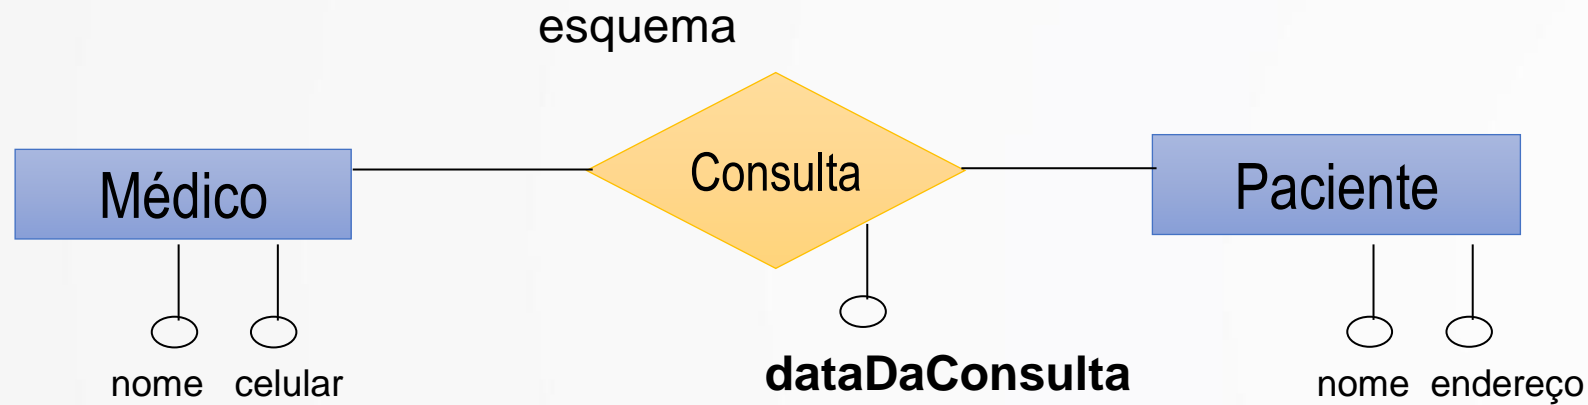 esquema
Médico
Consulta
Paciente
nome celular
dataDaConsulta
nome endereço